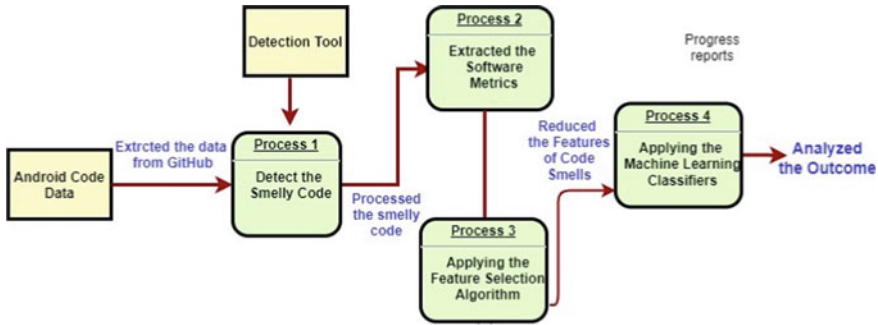 Detection Tool
Android Code
Data
Extrcted the data
from GitHub
Process 1
Detect the
Smelly Code
Processed
the smelly
code
Process 2
Extracted the
Software
Metrics
Process 3
Applying the
Feature Selection
Algorithm
Reduced
the Features
of Code
Smells
Progress
reports
Process 4
Applying the
Machine Learning
Classifiers
Analyzed
the Outcome